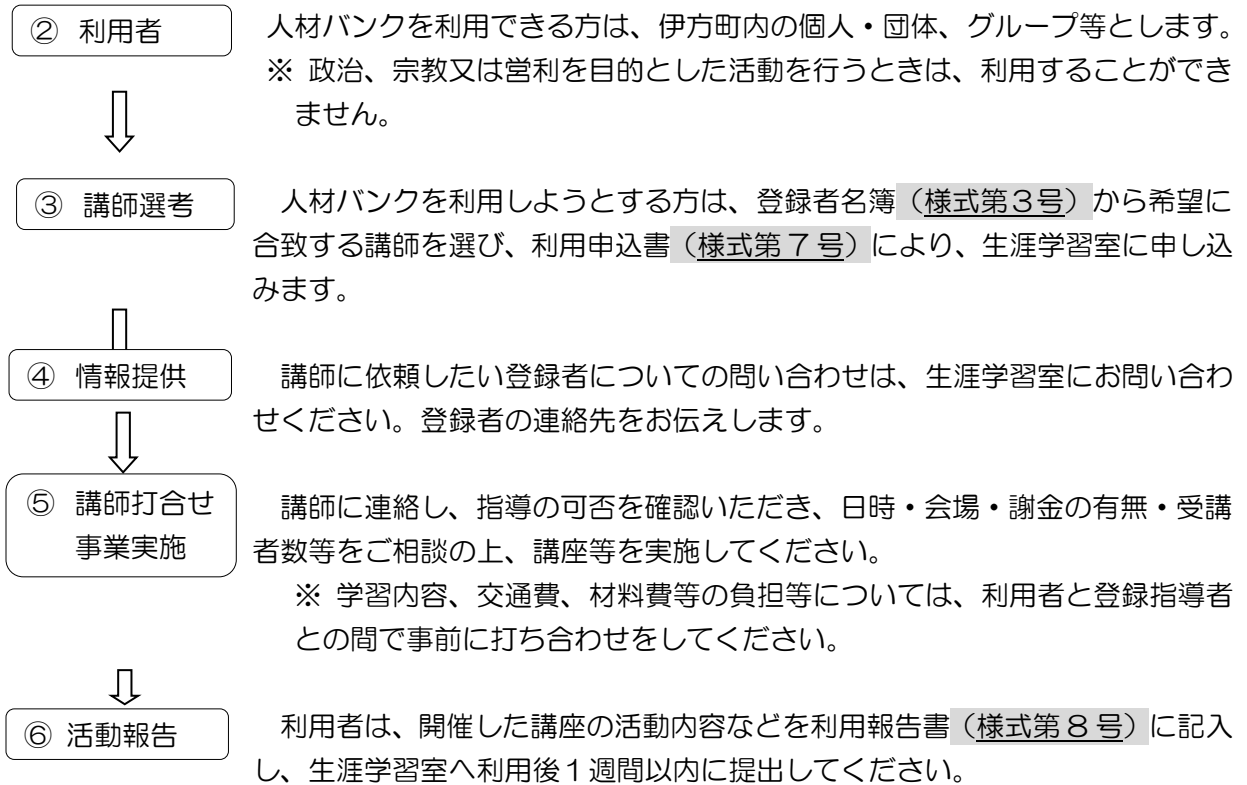 ② 利用者
人材バンクを利用できる方は、伊方町内の個人・団体、グループ等とします。
※ 政治、宗教又は営利を目的とした活動を行うときは、利用することができ
ません。
③ 講師選考
人材バンクを利用しようとする方は、登録者名簿（様式第３号）から希望に
合致する講師を選び、利用申込書（様式第７号）により、生涯学習室に申し込
みます。
④ 情報提供
講師に依頼したい登録者についての問い合わせは、生涯学習室にお問い合わ
せください。登録者の連絡先をお伝えします。
⑤ 講師打合せ
事業実施
講師に連絡し、指導の可否を確認いただき、日時・会場・謝金の有無・受講
者数等をご相談の上、講座等を実施してください。
※ 学習内容、交通費、材料費等の負担等については、利用者と登録指導者
との間で事前に打ち合わせをしてください。
⑥ 活動報告
利用者は、開催した講座の活動内容などを利用報告書（様式第８号）に記入
し、生涯学習室へ利用後１週間以内に提出してください。